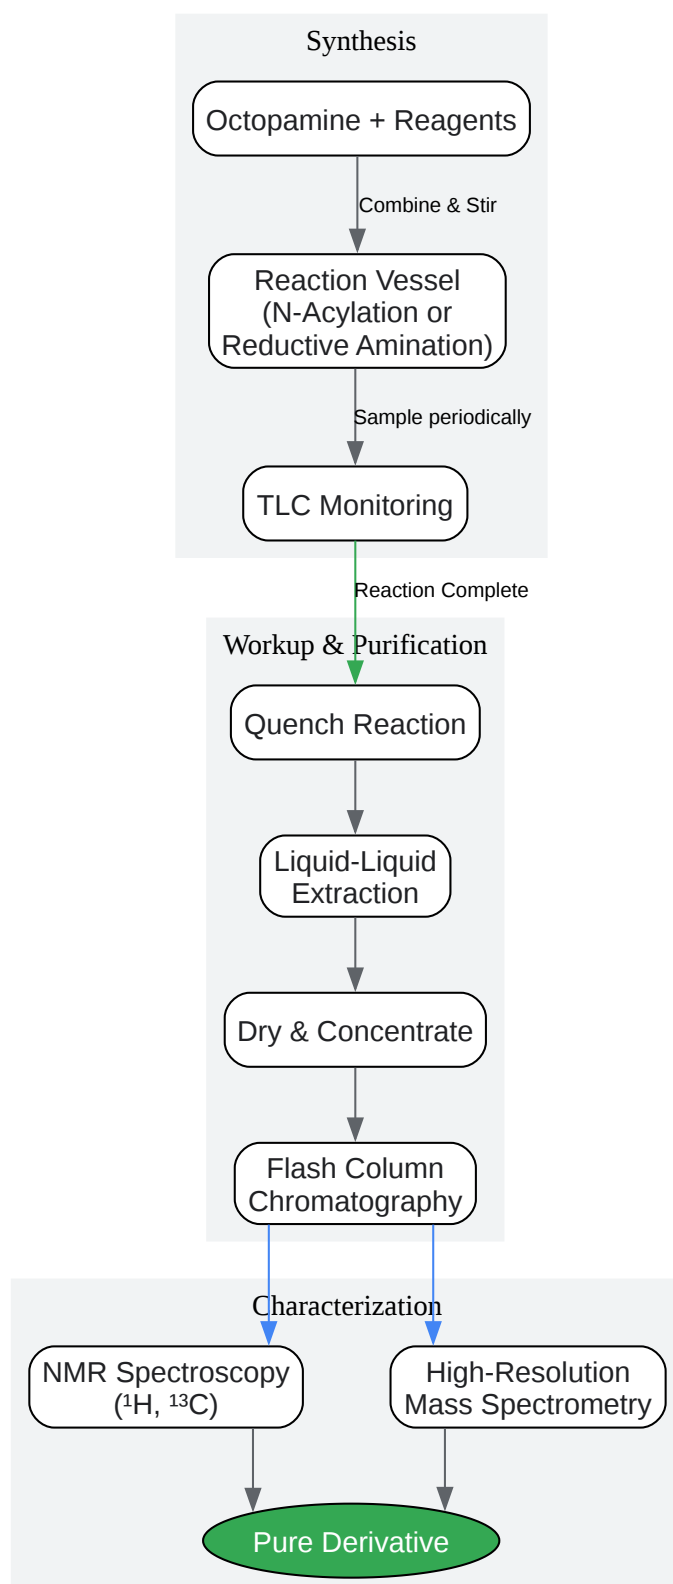 Synthesis
Octopamine + Reagents
Combine & Stir
Reaction Vessel
(N-Acylation or
Reductive Amination)
Sample periodically
TLC Monitoring
Reaction Complete
Workup & Purification
Quench Reaction
Liquid-Liquid
Extraction
Dry & Concentrate
Flash Column
Chromatography
Characterization
NMR Spectroscopy
(¹H, ¹³C)
High-Resolution
Mass Spectrometry
Pure Derivative